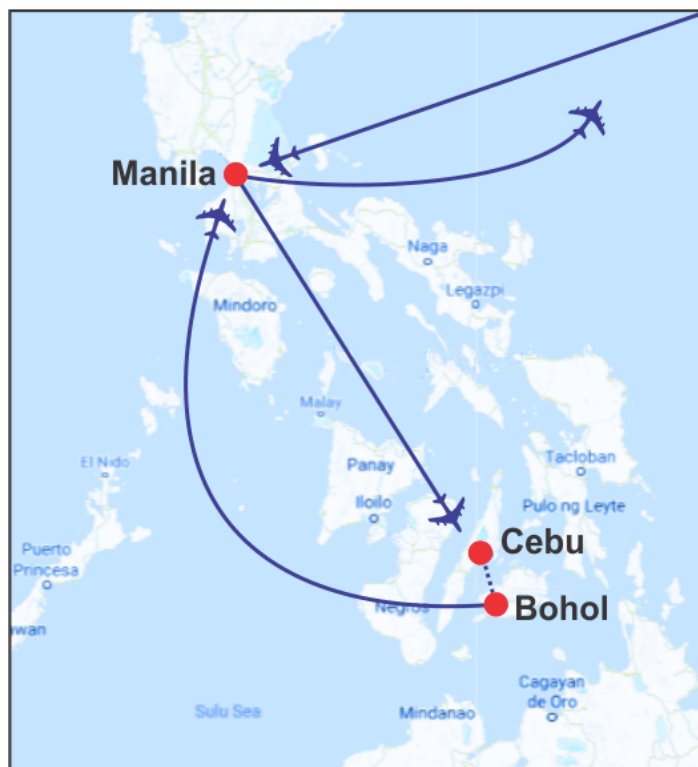 Manila
Naga
Legazpi
Mindoro
Malay
El Nido
Panay
Tacloban
Iloilo
Pulo ng Leyte
Cebu
Puerto
Princesa
Negros
Bohol
awan
Cagayan
de Oro
Sulu Sea
Mindanao